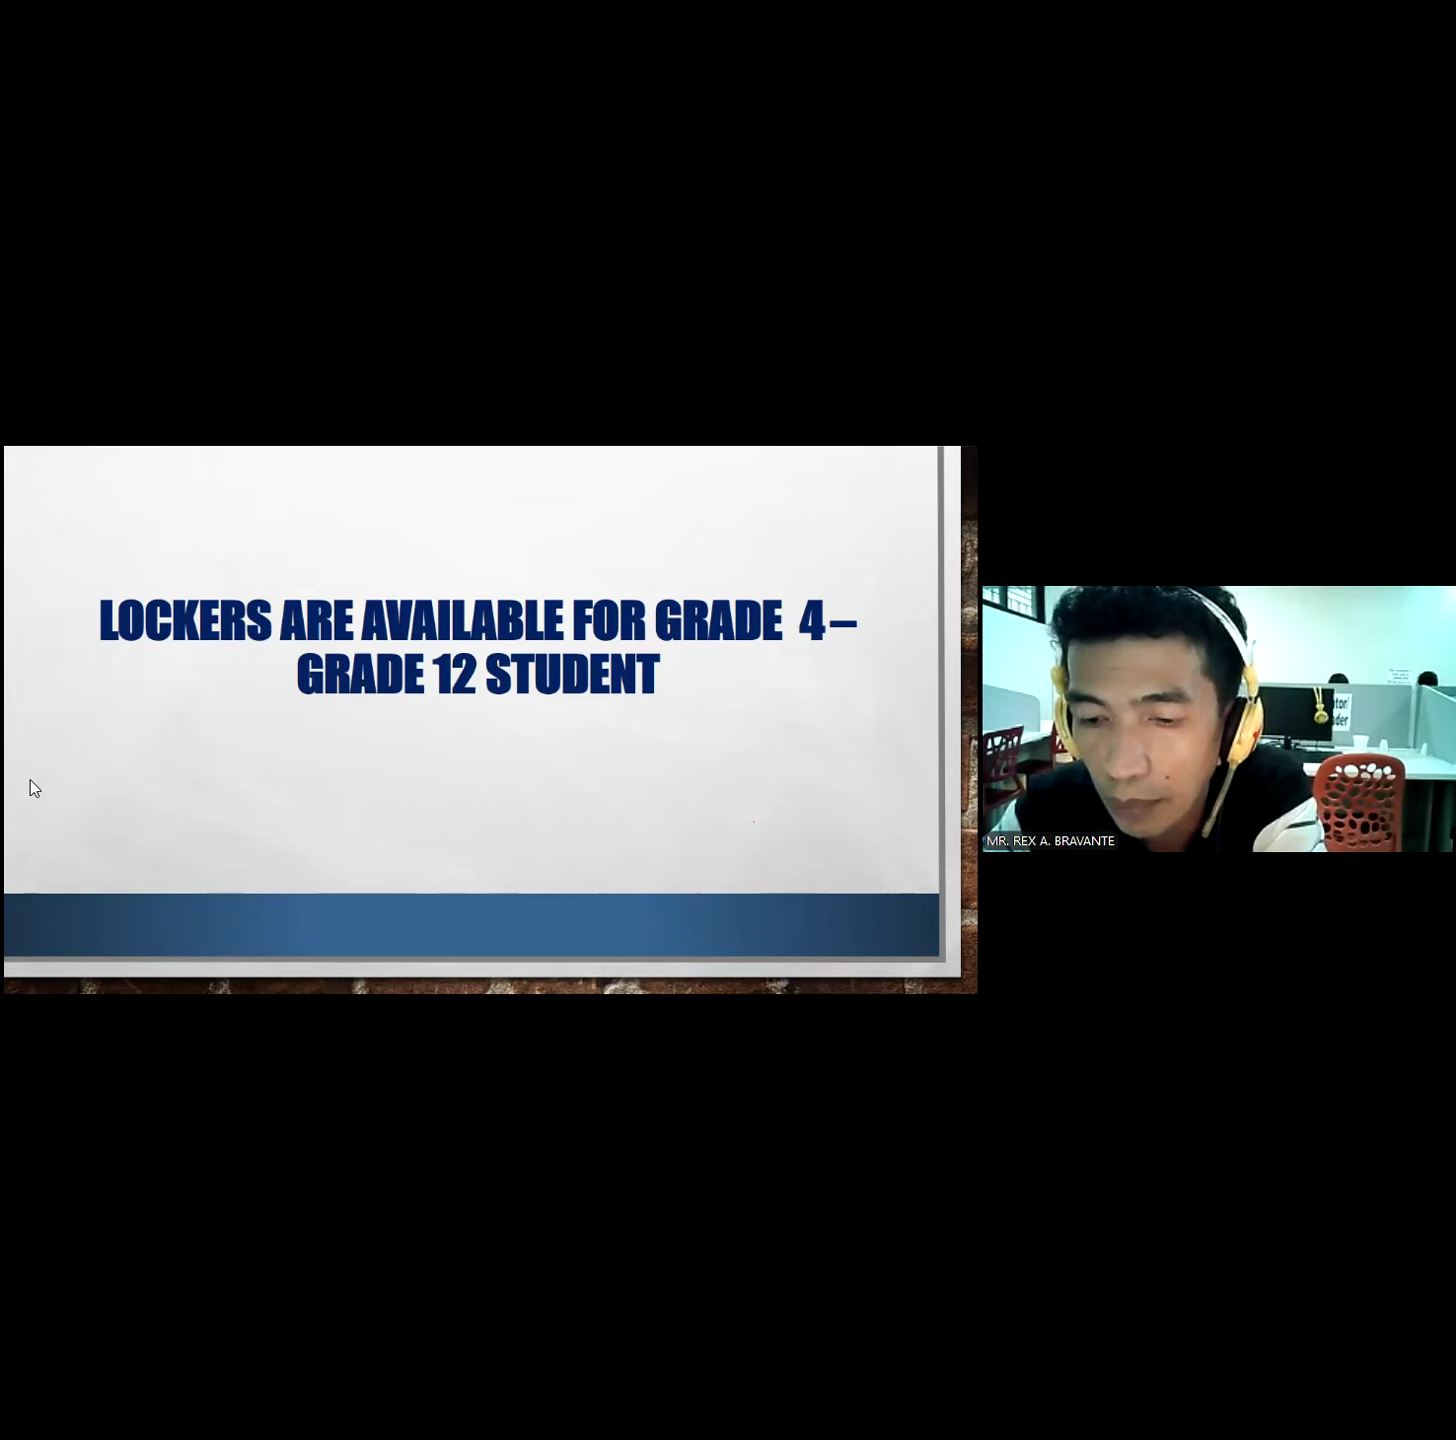 LOCKERS ARE AVAILABLE FOR GRADE  4 –
GRADE 12 STUDENT
MR. REX A. BRAVANTE